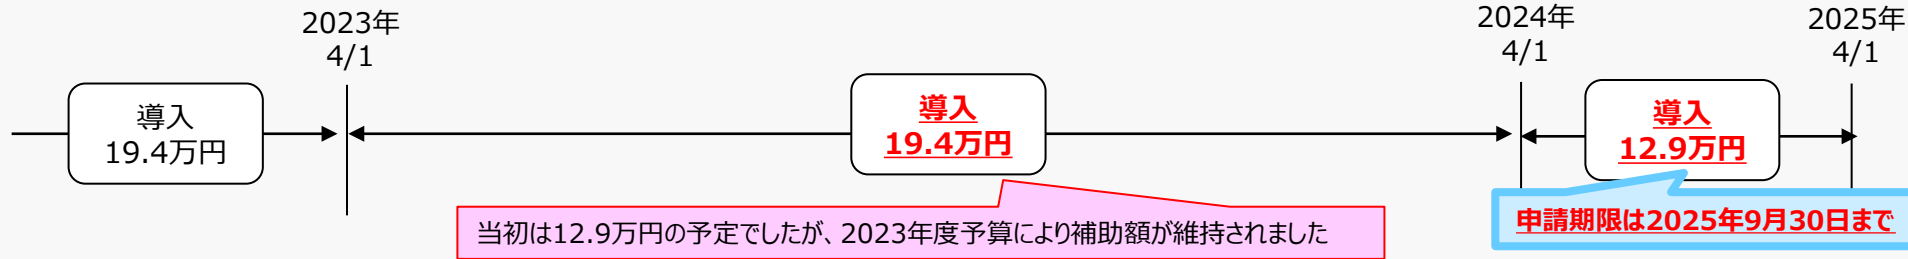 2023年
4/1
2024年
4/1
2025年
4/1
導入
19.4万円
導入
19.4万円
導入
12.9万円
当初は12.9万円の予定でしたが、2023年度予算により補助額が維持されました
申請期限は2025年9月30日まで